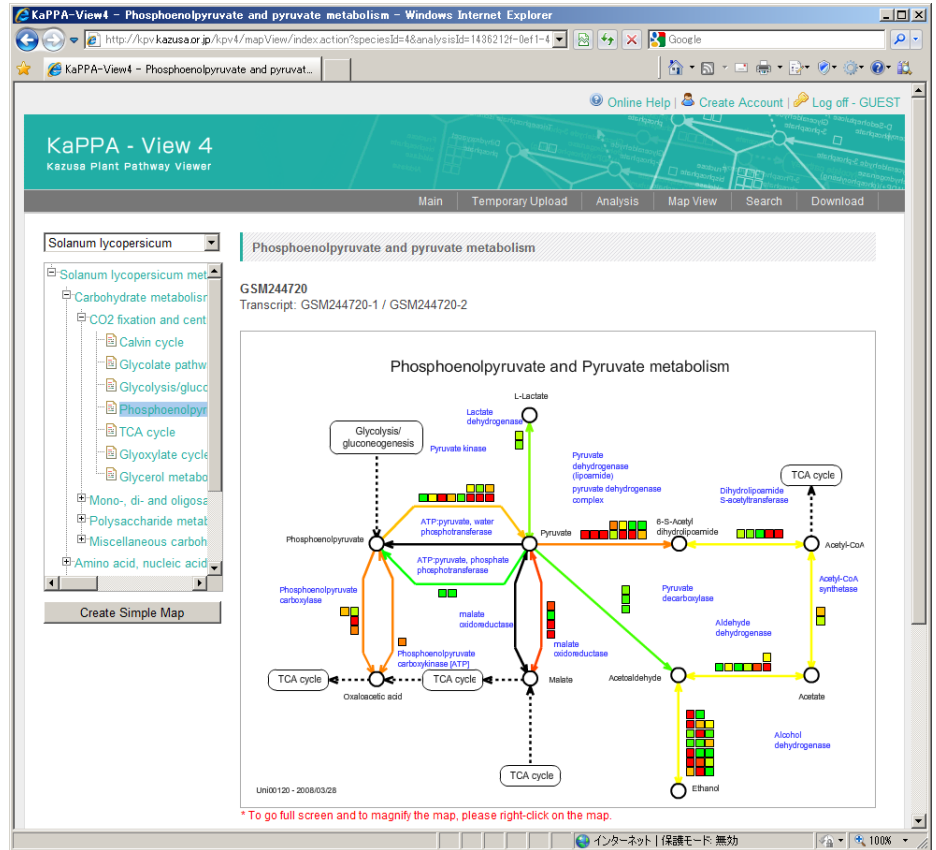 KaPPA-View4 - Phosphoenolpyruvate and pyruvate metabolism - Windows Internet Explorer
http://kpv.kazusa.or.jp/kpv4/mapView/index.action?speciesId=4&analysisId=1436212f-0ef1-4
Google
KaPPA-View4 - Phosphoenolpyruvate and pyruvat...
Online Help | Create Account | Log off - GUEST
KaPPA - View 4
Kazusa Plant Pathway Viewer
Main | Temporary Upload | Analysis | Map View | Search | Download
Solanum lycopersicum
Solanum lycopersicum met
Carbohydrate metabolisr
CO2 fixation and cent
Calvin cycle
Glycolate pathw
Glycolysis/glucc
Phosphoenolpyr
TCA cycle
Glyoxylate cycle
Glycerol metabo
Mono-, di- and oligosa
Polysaccharide metab
Miscellaneous carboh
Amino acid, nucleic acid
Create Simple Map
Phosphoenolpyruvate and pyruvate metabolism
GSM244720
Transcript: GSM244720-1 / GSM244720-2
Phosphoenolpyruvate and Pyruvate metabolism
L-Lactate
Lactate
dehydrogenase
Glycolysis/
gluconeogenesis
Pyruvate kinase
Pyruvate
dehydrogenase
(lipoamide)
pyruvate dehydrogenase
complex
TCA cycle
Dihydrolipoamide
S-acetyltransferase
ATP:pyruvate, water
phosphotransferase
Phosphoenolpyruvate
Pyruvate
6-S-Acetyl
dihydrolipoamide
Acetyl-CoA
ATP:pyruvate, phosphate
phosphotransferase
Phosphoenolpyruvate
carboxylase
malate
oxidoreductase
Pyruvate
decarboxylase
Acetyl-CoA
synthetase
Aldehyde
dehydrogenase
malate
oxidoreductase
Phosphoenolpyruvate
carboxykinase [ATP]
TCA cycle
Oxaloacetic acid
TCA cycle
Malate
Acetoaldehyde
Acetate
Alcohol
dehydrogenase
TCA cycle
Ethanol
Uni00120 - 2008/03/28
* To go full screen and to magnify the map, please right-click on the map.
インターネット | 保護モード: 無効
100%